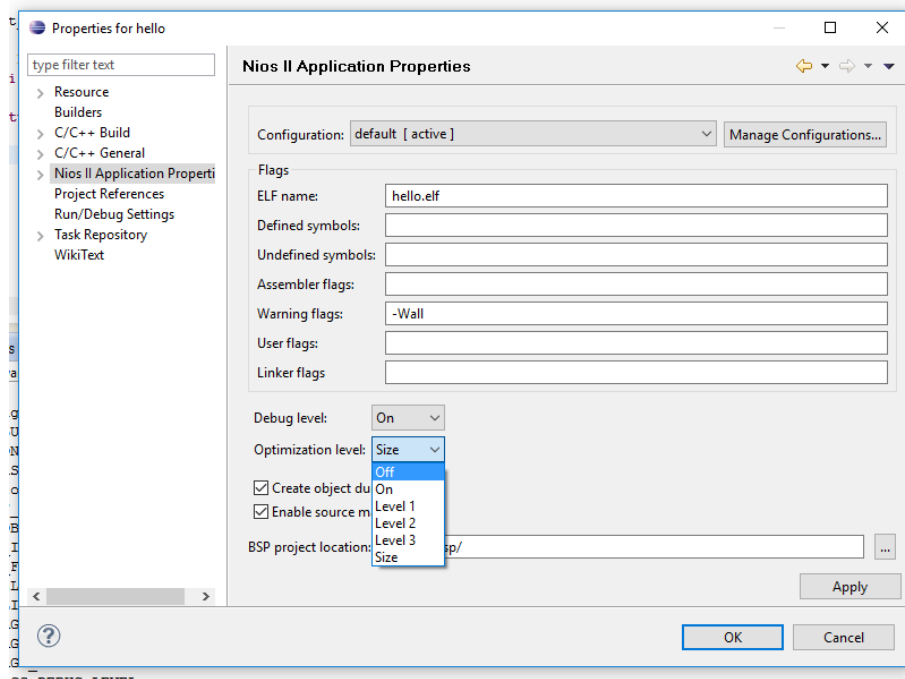 Properties for hello
type filter text
Resource
Builders
C/C++ Build
C/C++ General
Nios II Application Properti
Project References
Run/Debug Settings
Task Repository
WikiText
Nios II Application Properties
Configuration: default [ active ] Manage Configurations...
Flags
ELF name: hello.elf
Defined symbols:
Undefined symbols:
Assembler flags:
Warning flags: -Wall
User flags:
Linker flags
Debug level: On
Optimization level: Size
Off
On
Level 1
Level 2
Level 3
Size
Create object du
Enable source m
BSP project location: sp/ ...
Apply
OK Cancel